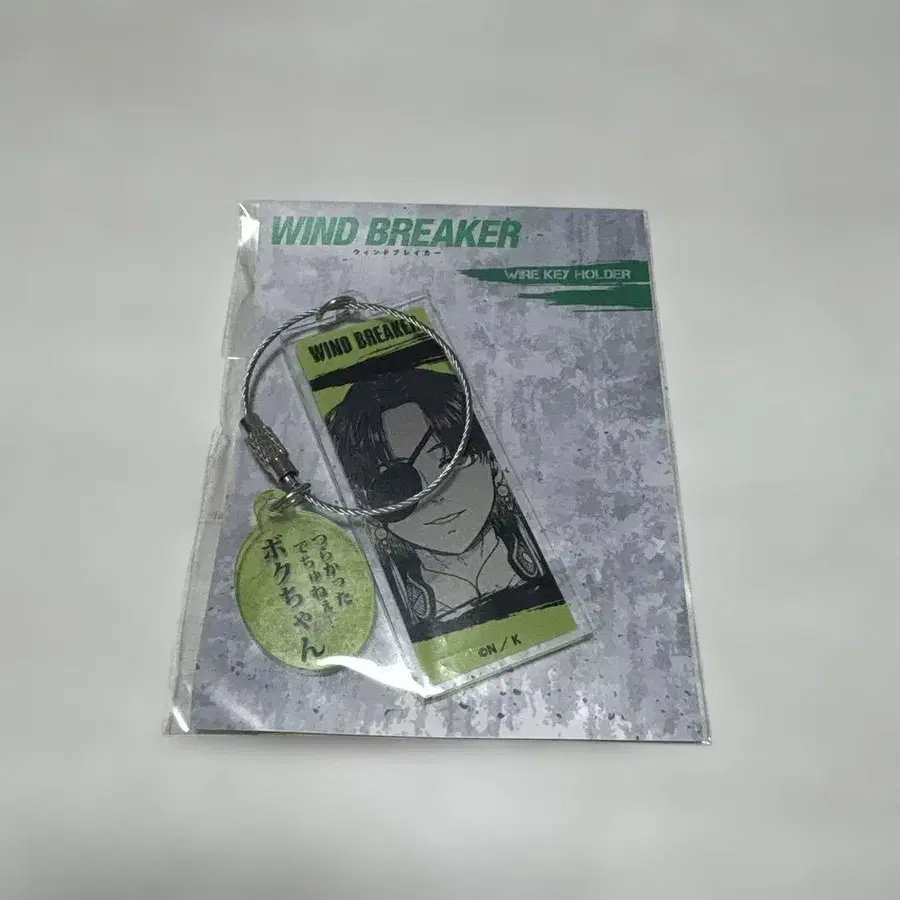 WIND BREAKER
ウィンドブレイカー
WIRE KEY HOLDER
WIND BREAKER
つらかった
でちゅねぇ〜
ボクちゃん
©N／K